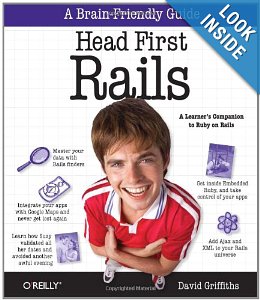 A Brain-Friendly Guide
LOOK
INSIDE
Head First
Rails
A Learner's Companion
to Ruby on Rails
Master your
data with
Rails finders
Integrate your apps
with Google Maps and
never get lost again
Learn how Susy
validated all
her dates and
avoided another
awful evening
Get inside Embedded
Ruby, and take
control of your apps
Add Ajax and
XML to your Rails
universe
O'REILLY®
David Griffiths